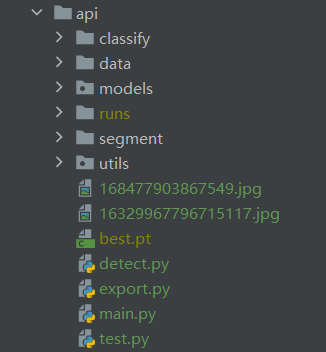 api
classify
data
models
runs
segment
utils
168477903867549.jpg
16329967796715117.jpg
best.pt
detect.py
export.py
main.py
test.py